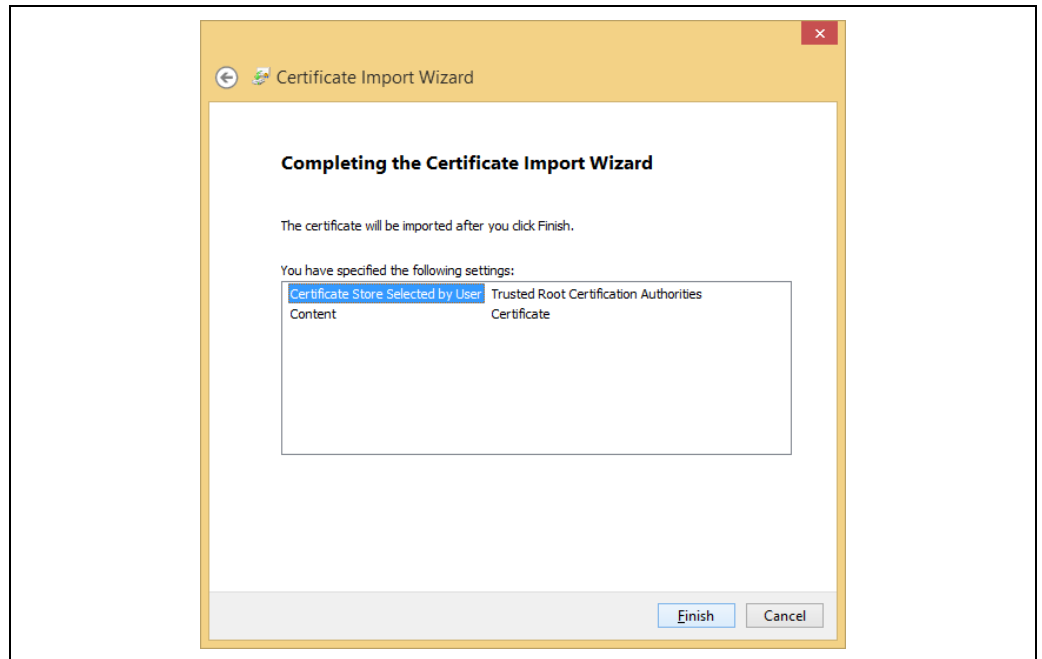 Certificate Import Wizard
Completing the Certificate Import Wizard
The certificate will be imported after you click Finish.
You have specified the following settings:
Certificate Store Selected by User Trusted Root Certification Authorities
Content Certificate
Finish Cancel